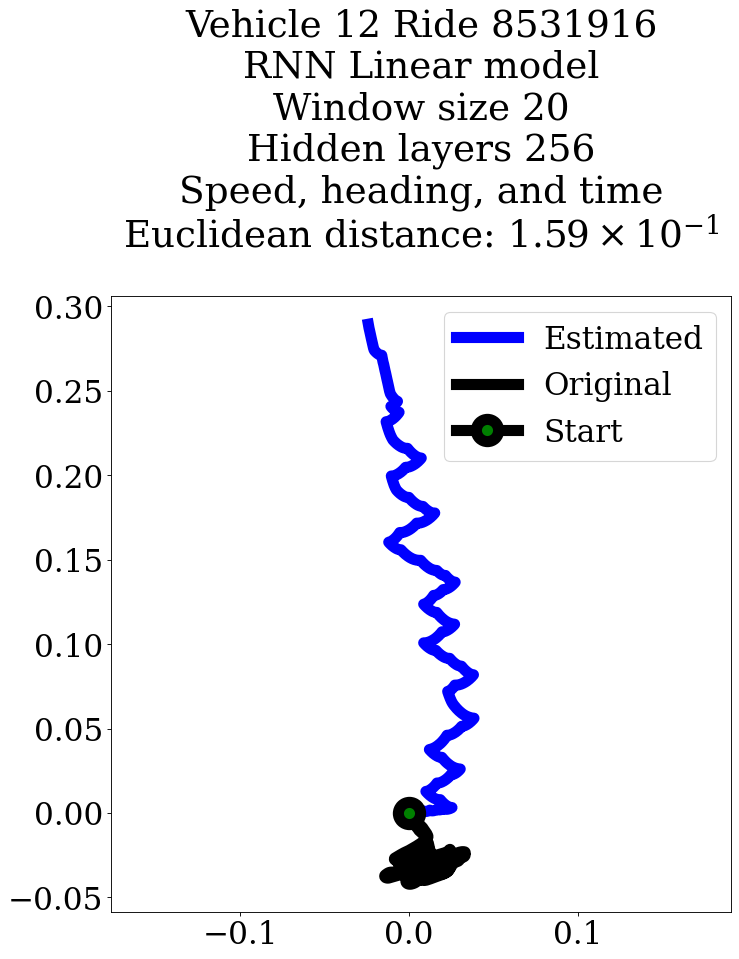 Vehicle 12 Ride 8531916
RNN Linear model
Window size 20
Hidden layers 256
Speed, heading, and time
Euclidean distance: 1.59 × 10⁻¹
0.30
0.25
0.20
0.15
0.10
0.05
0.00
−0.05
Estimated
Original
Start
−0.1
0.0
0.1